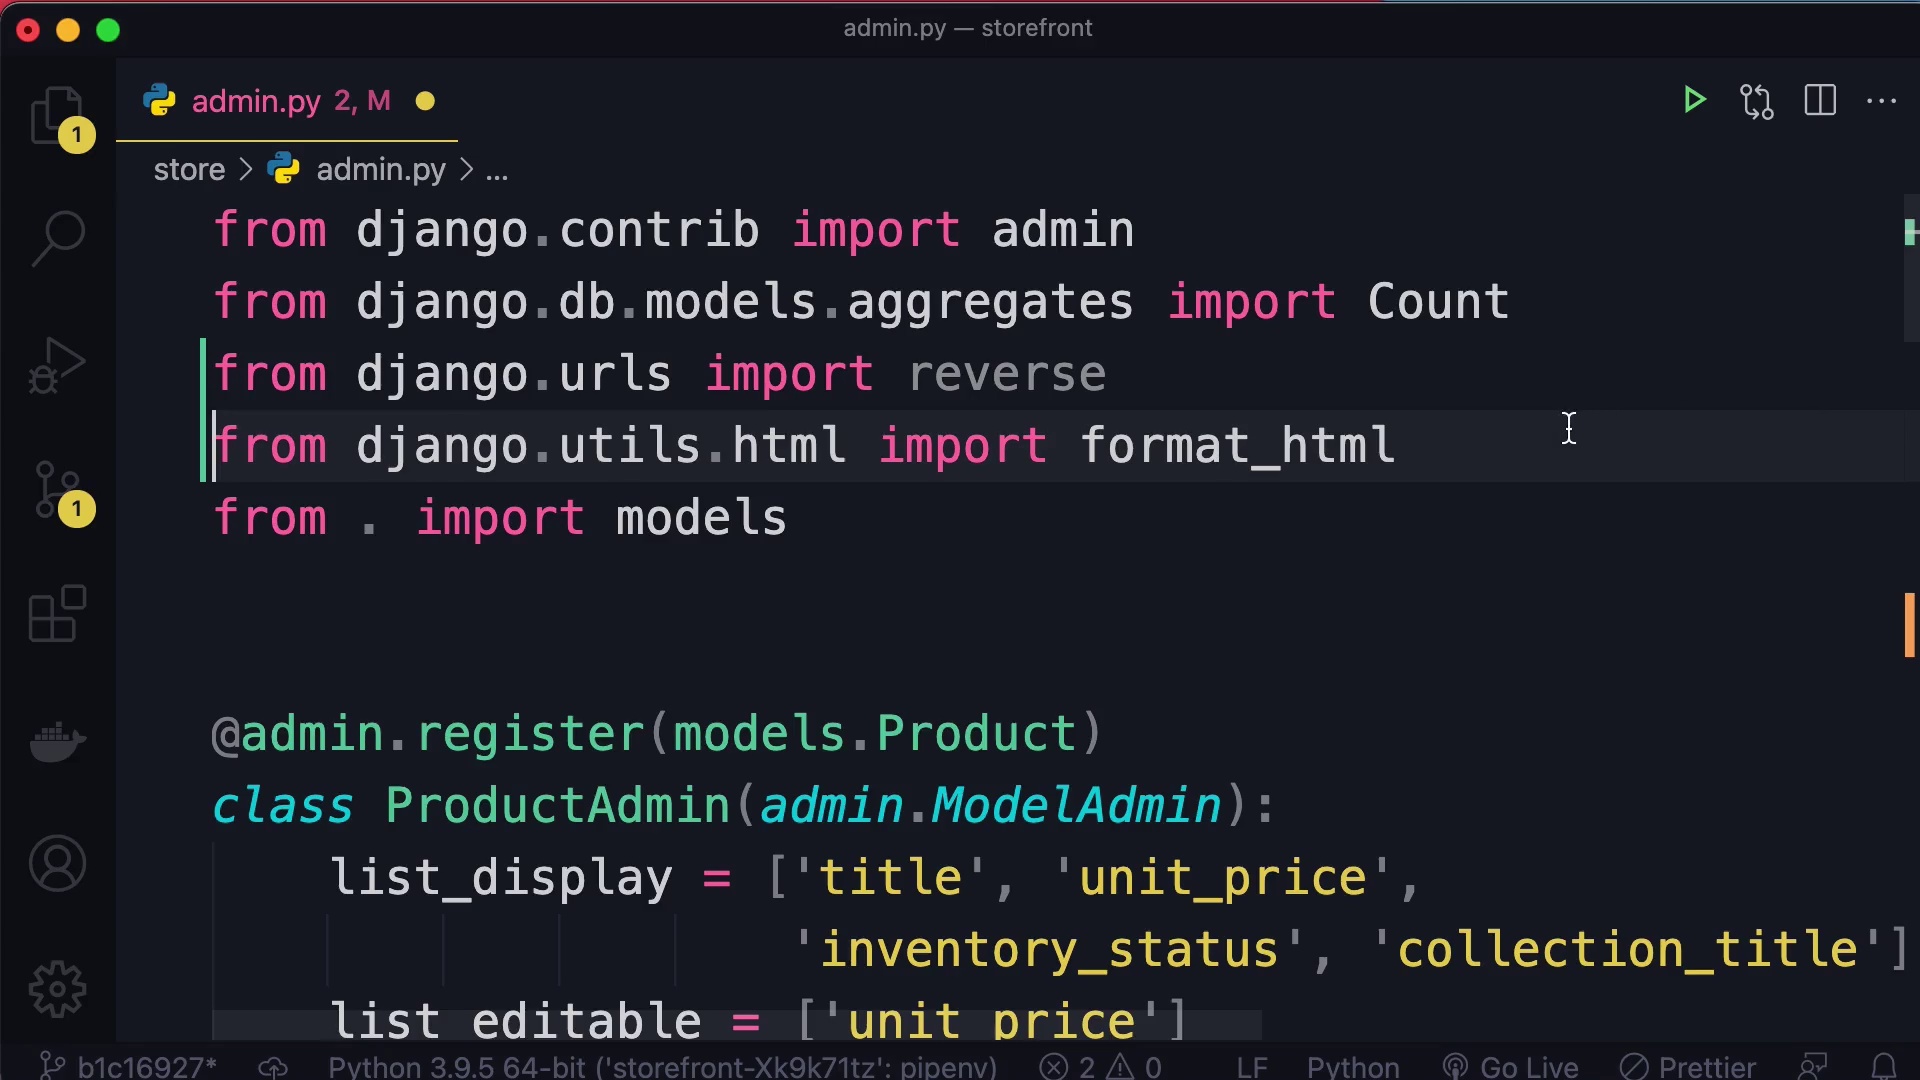 admin.py — storefront
admin.py 2, M
1
store > admin.py > ...
from django.contrib import admin
from django.db.models.aggregates import Count
from django.urls import reverse
from django.utils.html import format_html
from . import models
1
@admin.register(models.Product)
class ProductAdmin(admin.ModelAdmin):
list_display = ['title', 'unit_price',
'inventory_status', 'collection_title']
list_editable = ['unit_price']
b1c16927* Python 3.9.5 64-bit ('storefront-Xk9k71tz': pipenv) 2 0 LF Python Go Live Prettier